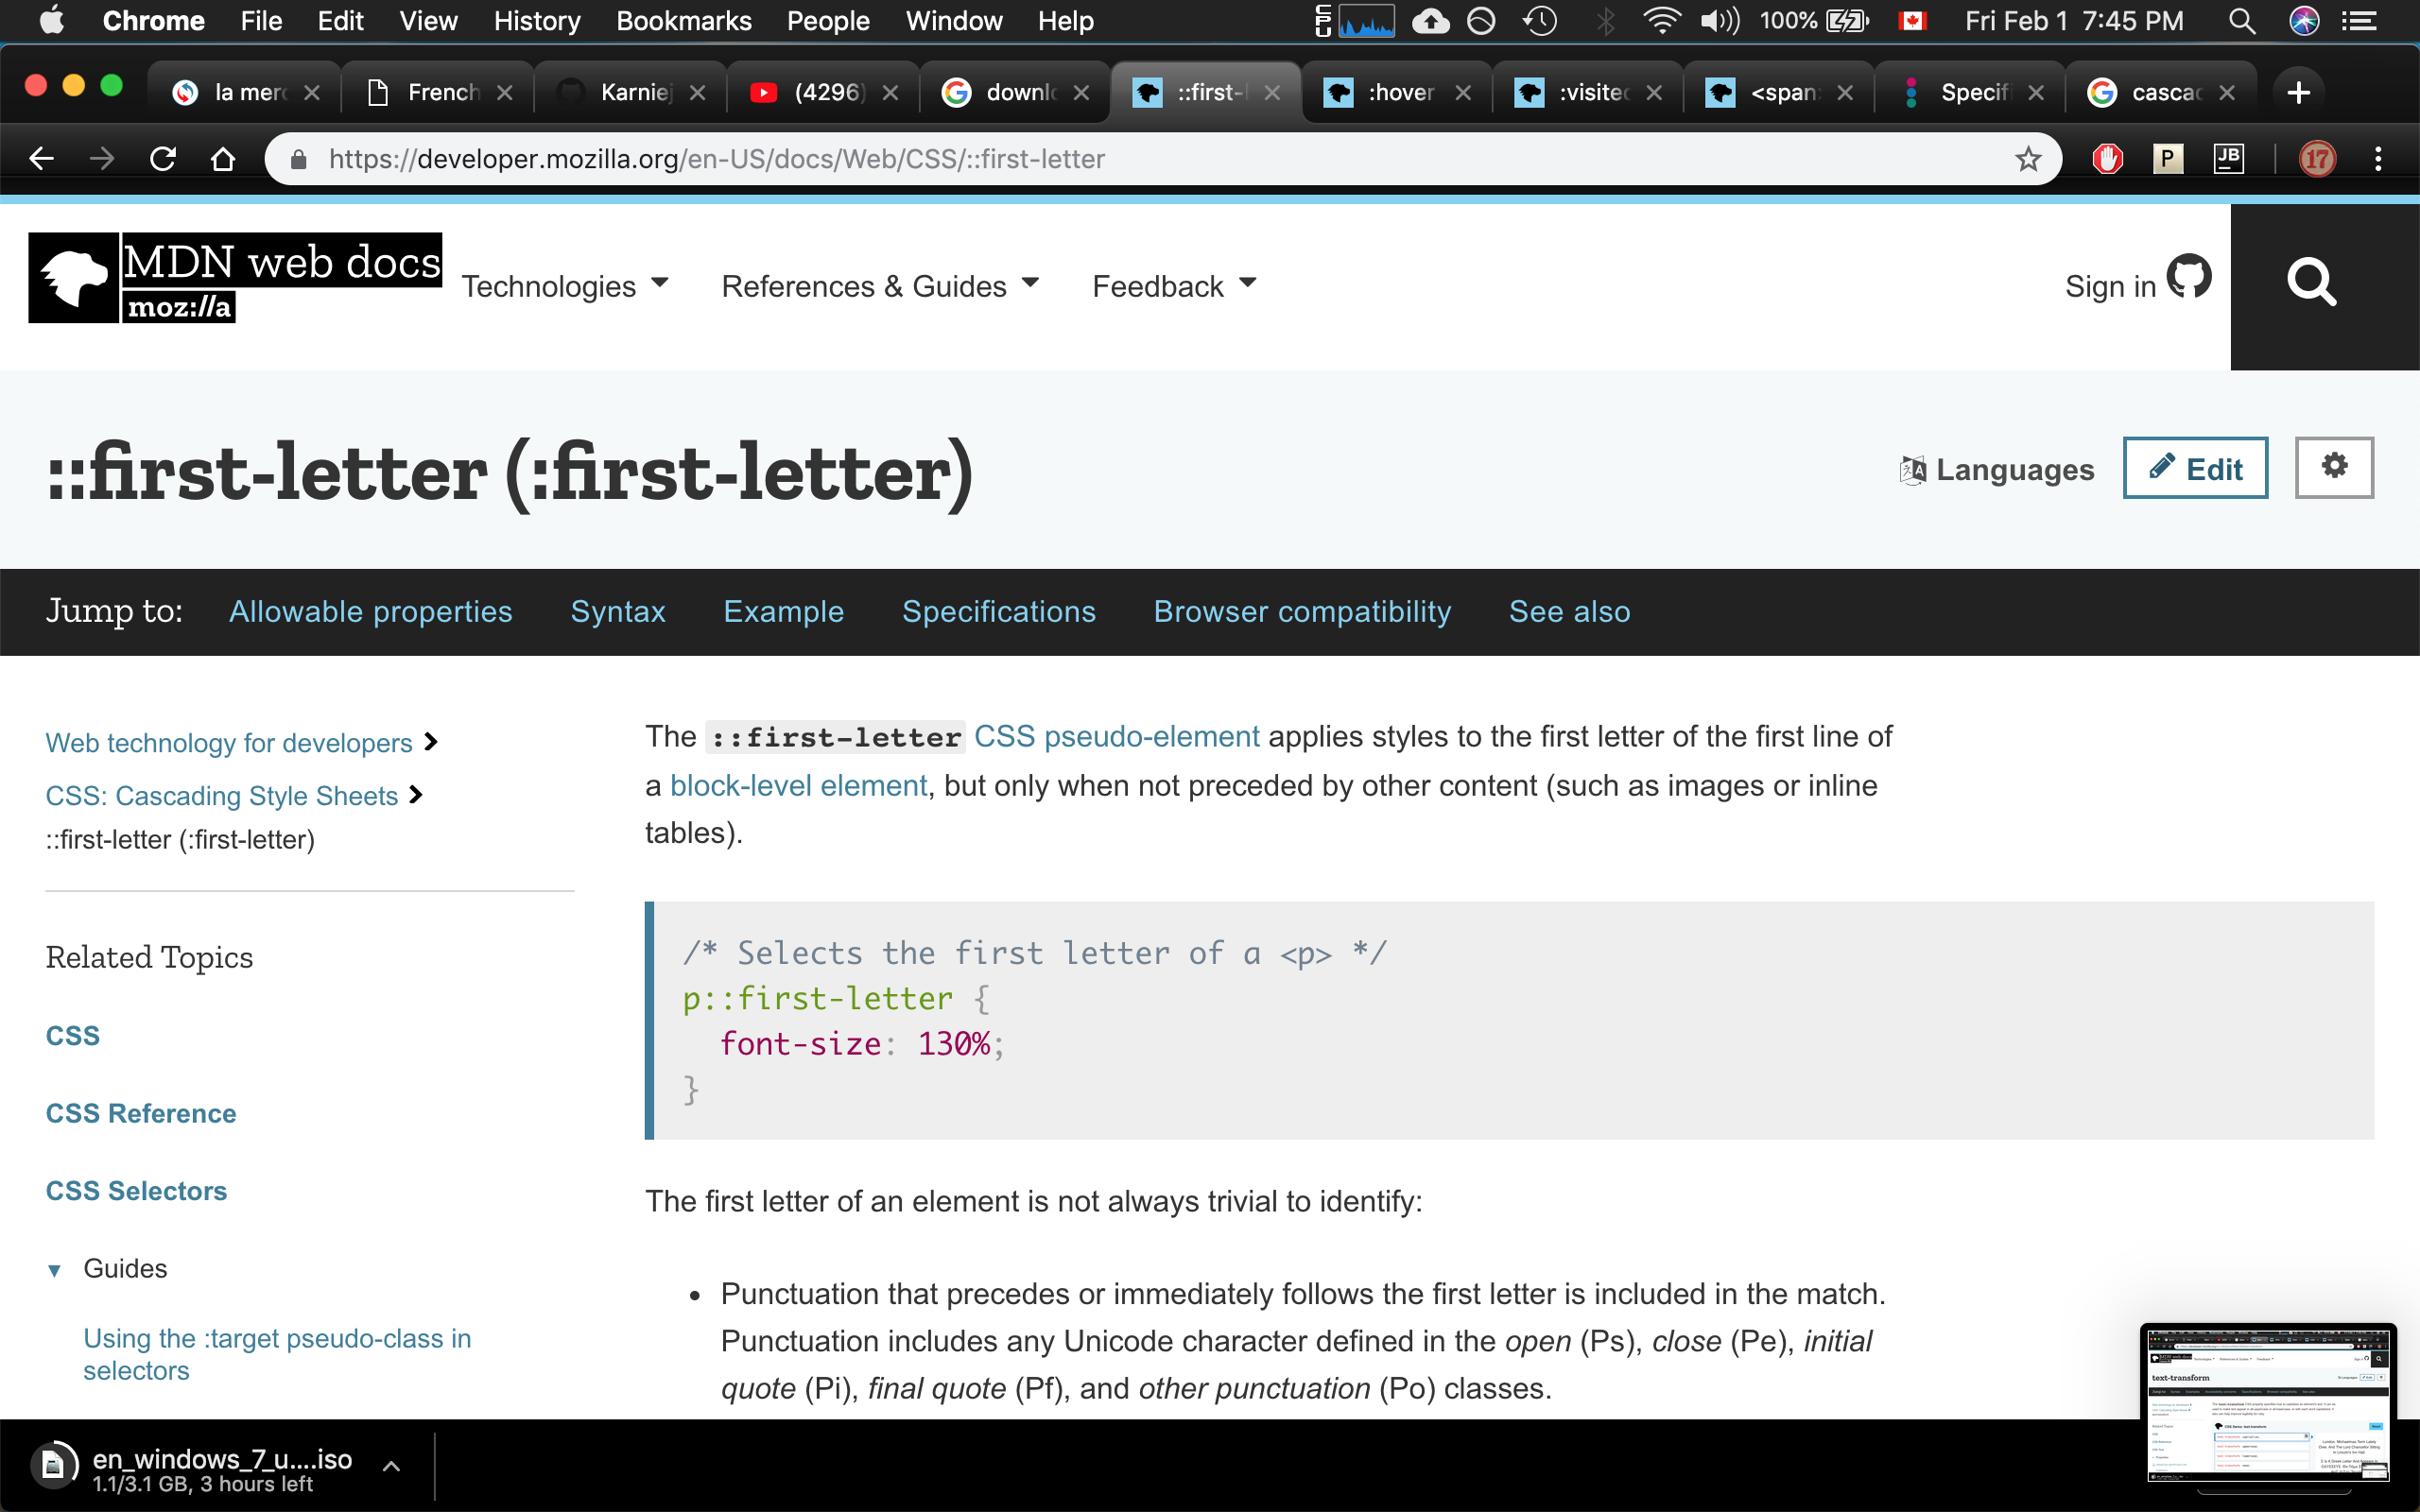 Chrome File Edit View History Bookmarks People Window Help CPU 100% Fri Feb 1 7:45 PM
la merc French Karniej (4296) downlo ::first-l :hover :visited <span> Specifi cascad
https://developer.mozilla.org/en-US/docs/Web/CSS/::first-letter P JB 17
MDN web docs
moz://a
Technologies References & Guides Feedback Sign in
::first-letter (:first-letter)
Languages Edit
Jump to: Allowable properties Syntax Example Specifications Browser compatibility See also
Web technology for developers
CSS: Cascading Style Sheets
::first-letter (:first-letter)
Related Topics
CSS
CSS Reference
CSS Selectors
Guides
Using the :target pseudo-class in
selectors
The ::first-letter CSS pseudo-element applies styles to the first letter of the first line of
a block-level element, but only when not preceded by other content (such as images or inline
tables).
/* Selects the first letter of a <p> */
p::first-letter {
font-size: 130%;
}
The first letter of an element is not always trivial to identify:
• Punctuation that precedes or immediately follows the first letter is included in the match.
Punctuation includes any Unicode character defined in the open (Ps), close (Pe), initial
quote (Pi), final quote (Pf), and other punctuation (Po) classes.
text-transform
en_windows_7_u....iso
1.1/3.1 GB, 3 hours left